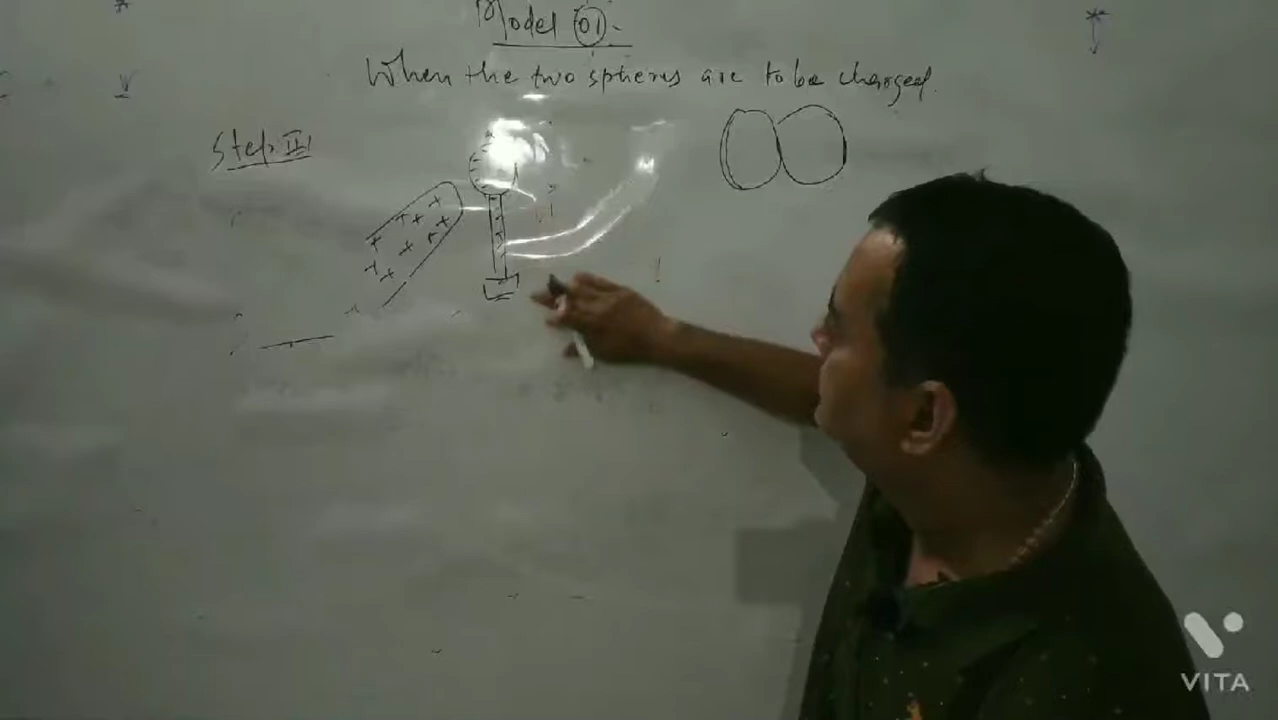 Model 01.
When the two spheres are to be charged.
Step III
VITA